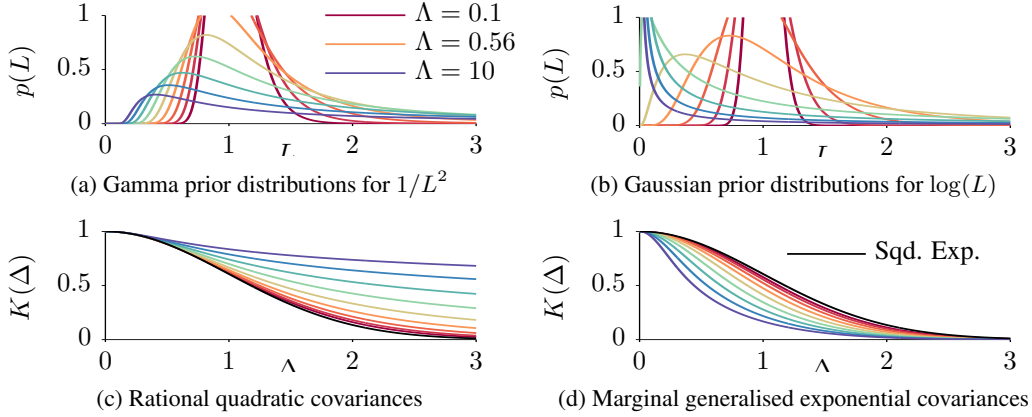 p(L)
1
0.5
0
0
1
2
3
L
Λ = 0.1
Λ = 0.56
Λ = 10
p(L)
1
0.5
0
0
1
2
3
(a) Gamma prior distributions for 1/L²
(b) Gaussian prior distributions for log(L)
K(Δ)
1
0.5
0
0
1
2
3
Δ
K(Δ)
1
0.5
0
0
1
2
3
Δ
Sqd. Exp.
(c) Rational quadratic covariances
(d) Marginal generalised exponential covariances